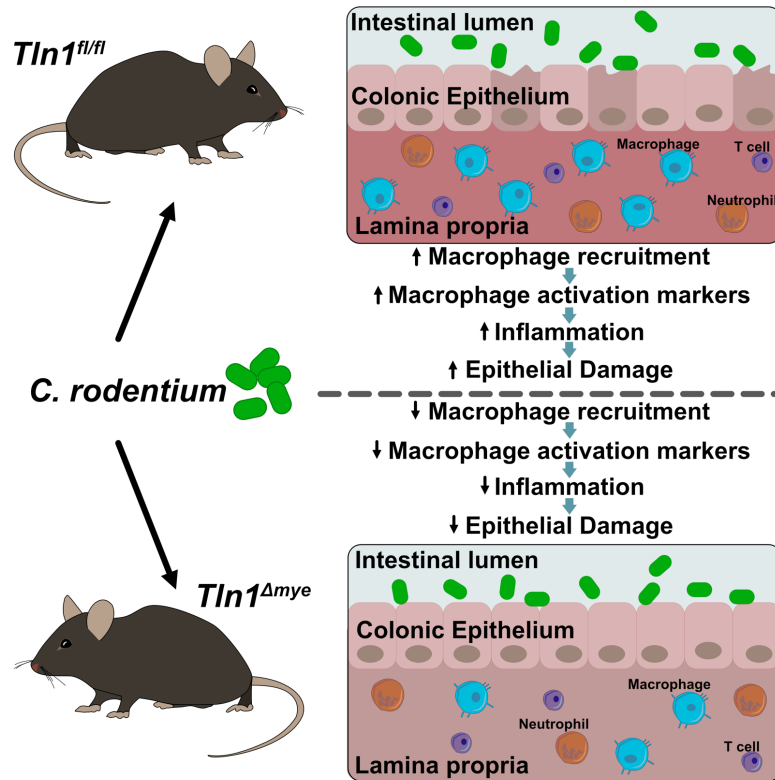 Tln1fl/fl
Intestinal lumen
Colonic Epithelium
Macrophage
T cell
Neutrophil
Lamina propria
↑ Macrophage recruitment
↑ Macrophage activation markers
↑ Inflammation
↑ Epithelial Damage
C. rodentium
↓ Macrophage recruitment
↓ Macrophage activation markers
↓ Inflammation
↓ Epithelial Damage
Tln1Δmye
Intestinal lumen
Colonic Epithelium
Macrophage
Neutrophil
T cell
Lamina propria